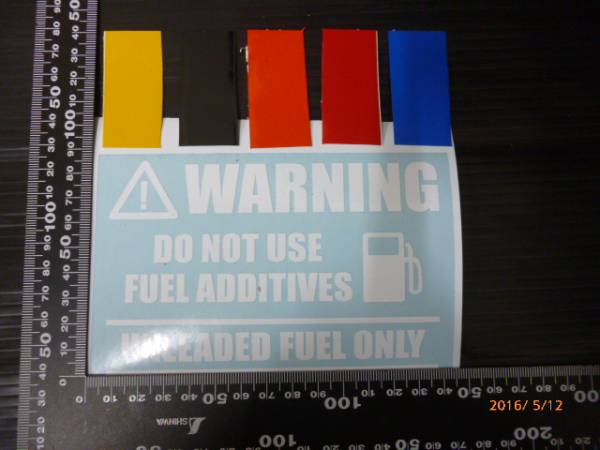 WARNING
DO NOT USE
FUEL ADDITIVES
UNLEADED FUEL ONLY
SHINWA
2016/ 5/12